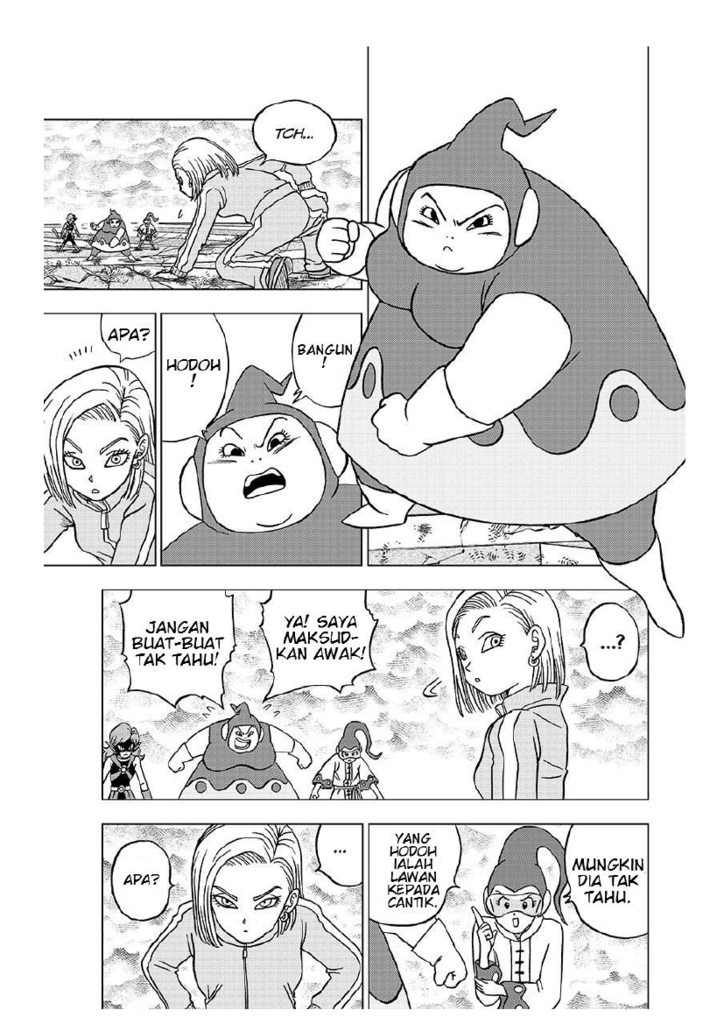 TCH...
BANGUN
!
HODOH
!
APA?
...?
YA! SAYA
MAKSUD-
KAN AWAK!
JANGAN
BUAT-BUAT
TAK TAHU!
MUNGKIN
DIA TAK
TAHU.
YANG
HODOH
IALAH
LAWAN
KEPADA
CANTIK.
...
APA?